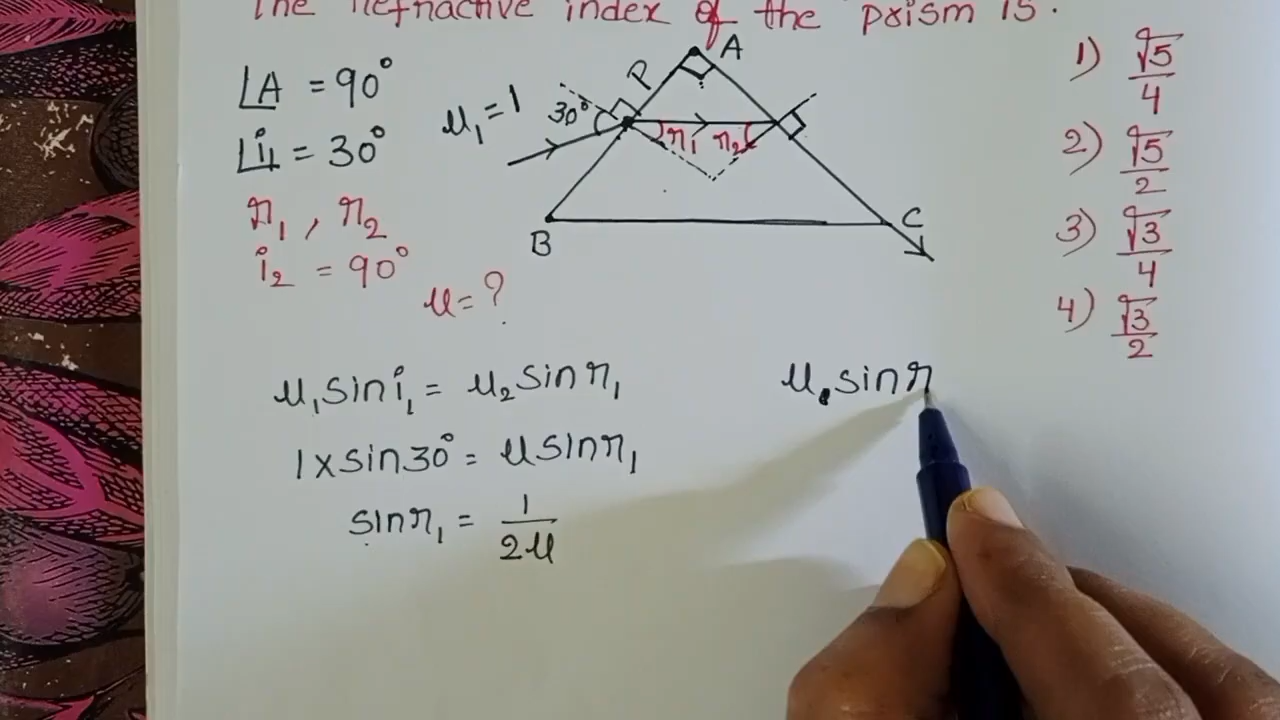 The Refractive index of the prism is.
∟A = 90°
∟i1 = 30°
r1, r2
i2 = 90°
μ = ?
μ1 = 1
30°
P
A
r1 r2
B
C
1) √5/4
2) √5/2
3) √3/4
4) √3/2
μ1 sin i1 = μ2 sin r1
1 x sin 30° = μ sin r1
sin r1 = 1/2μ
μ. sin r